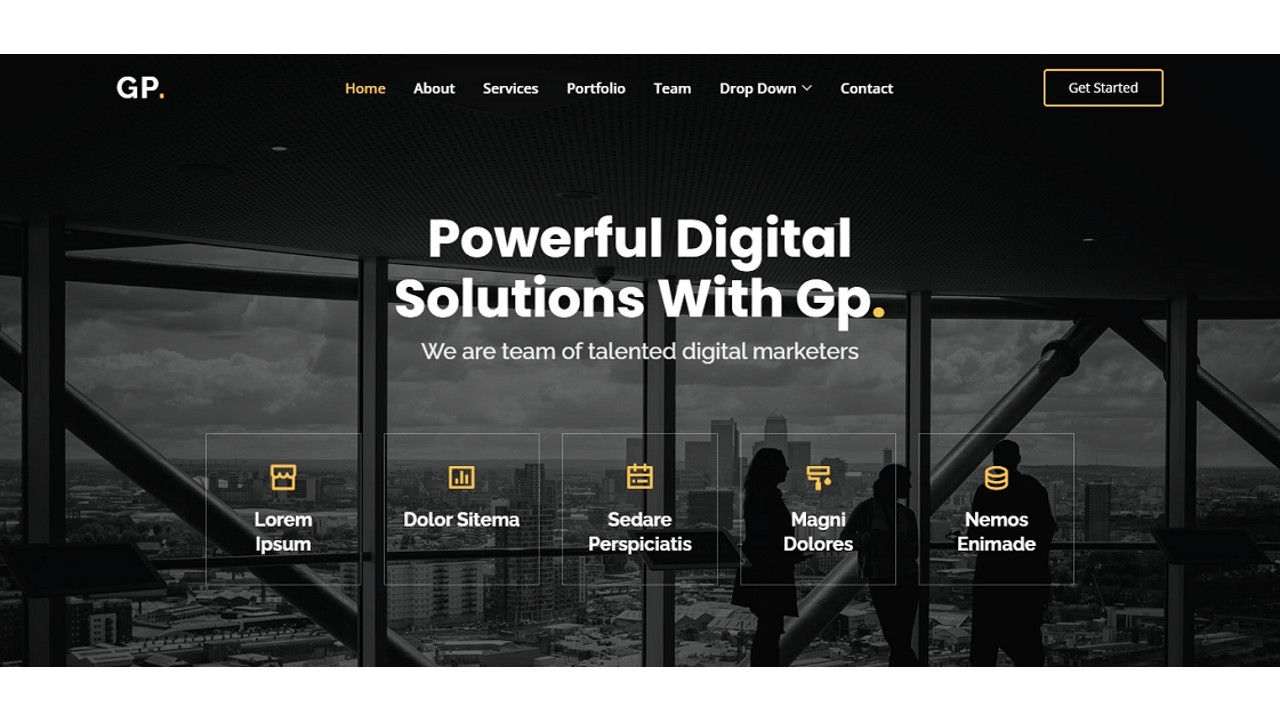 GP.
Home About Services Portfolio Team Drop Down Contact
Get Started
Powerful Digital
Solutions With Gp.
We are team of talented digital marketers
Lorem
Ipsum
Dolor Sitema
Sedare
Perspiciatis
Magni
Dolores
Nemos
Enimade